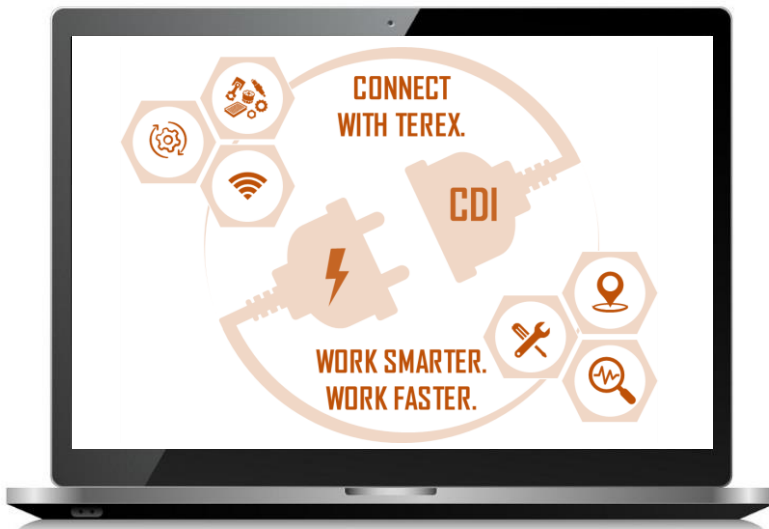 CONNECT
WITH TEREX.
CDI
WORK SMARTER.
WORK FASTER.